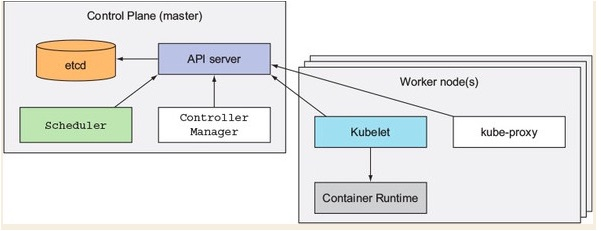 Control Plane (master)
etcd
API server
Scheduler
Controller
Manager
Worker node(s)
Kubelet
kube-proxy
Container Runtime